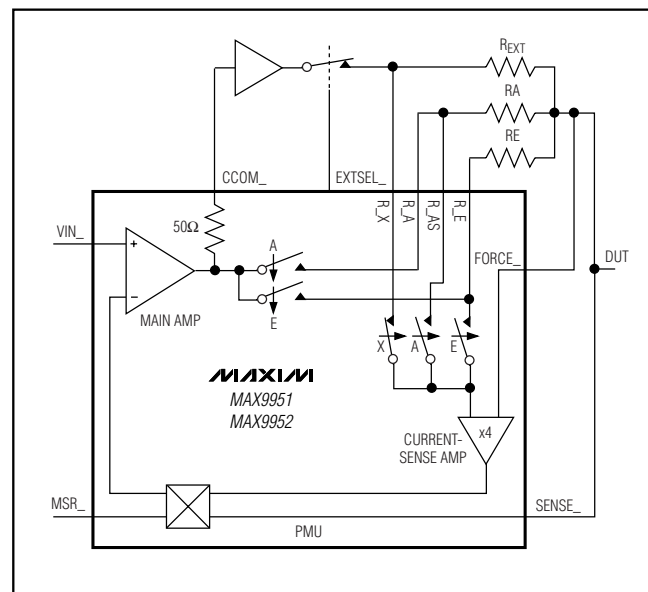 REXT
RA
RE
CCOM_
EXTSEL_
R_X
R_A
R_AS
R_E
50Ω
VIN_
+
A
FORCE_
DUT
−
E
MAIN AMP
X
A
E
MAXIM
MAX9951
MAX9952
x4
CURRENT-
SENSE AMP
MSR_
SENSE_
PMU